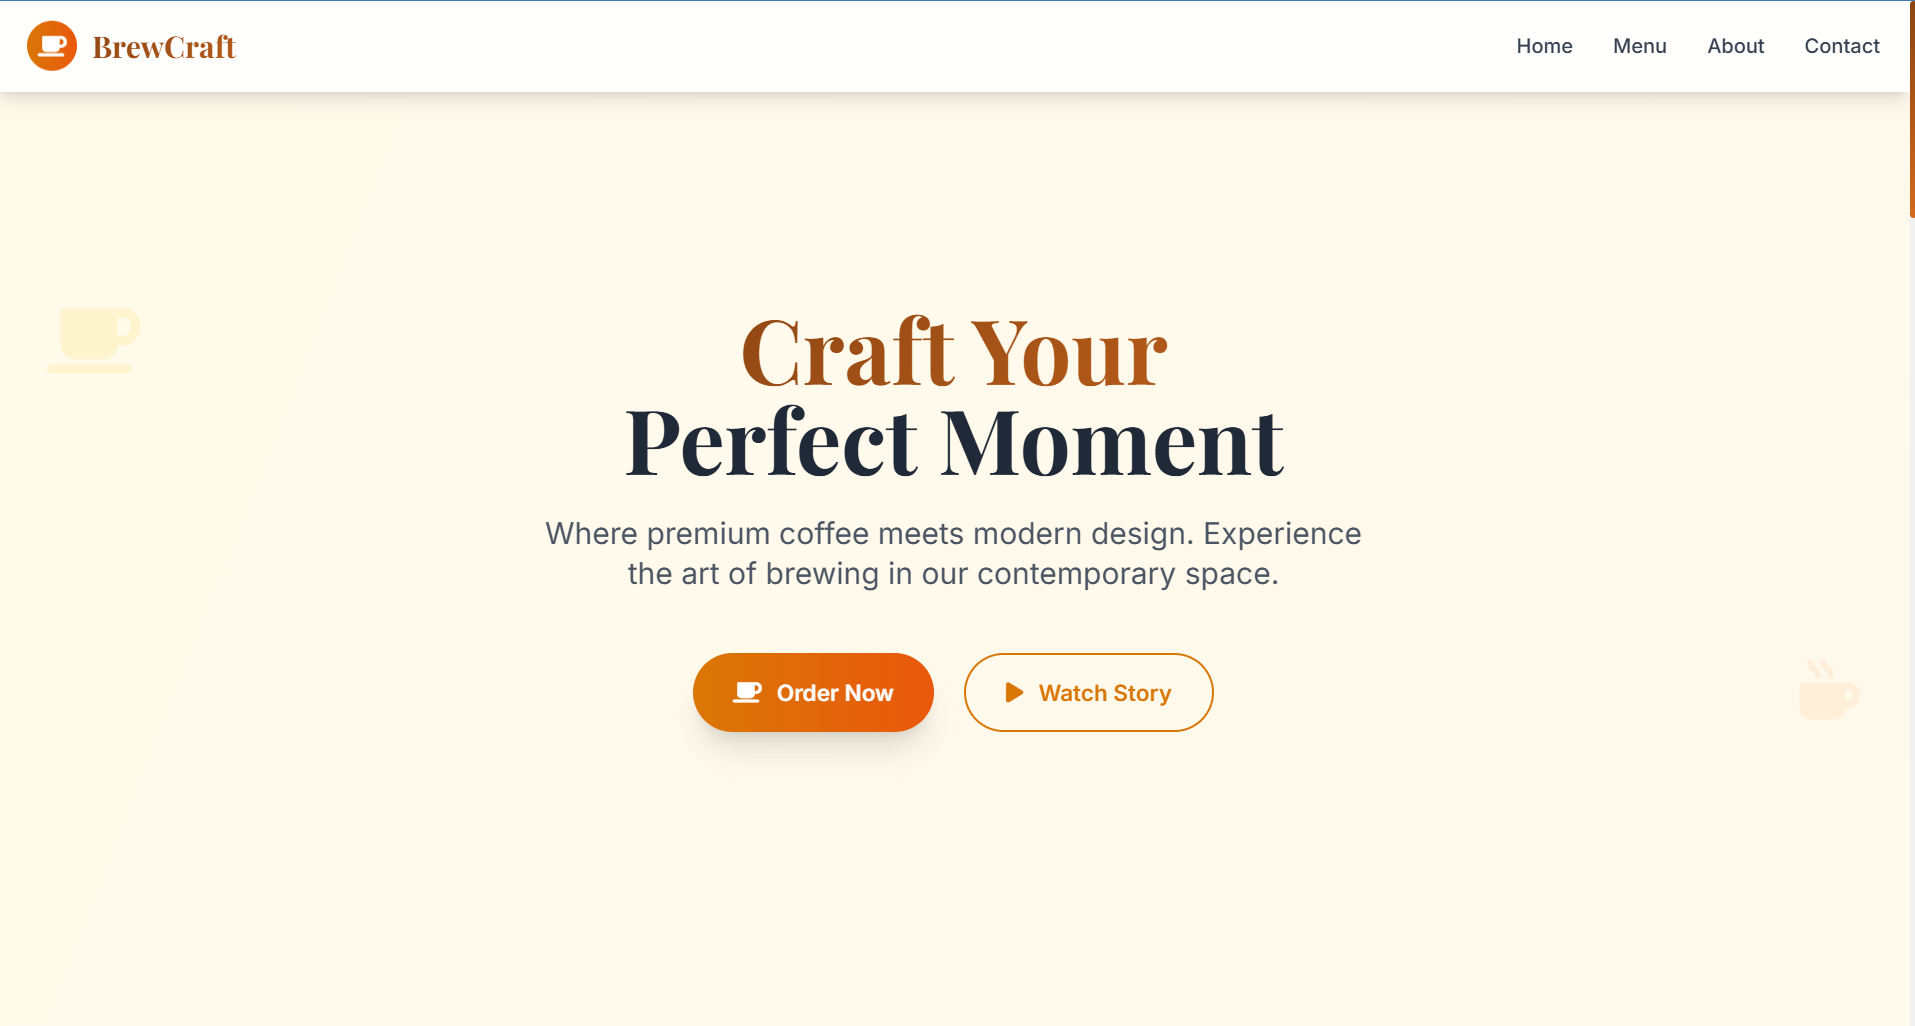 BrewCraft
Home
Menu
About
Contact
Craft Your
Perfect Moment
Where premium coffee meets modern design. Experience
the art of brewing in our contemporary space.
Order Now
Watch Story